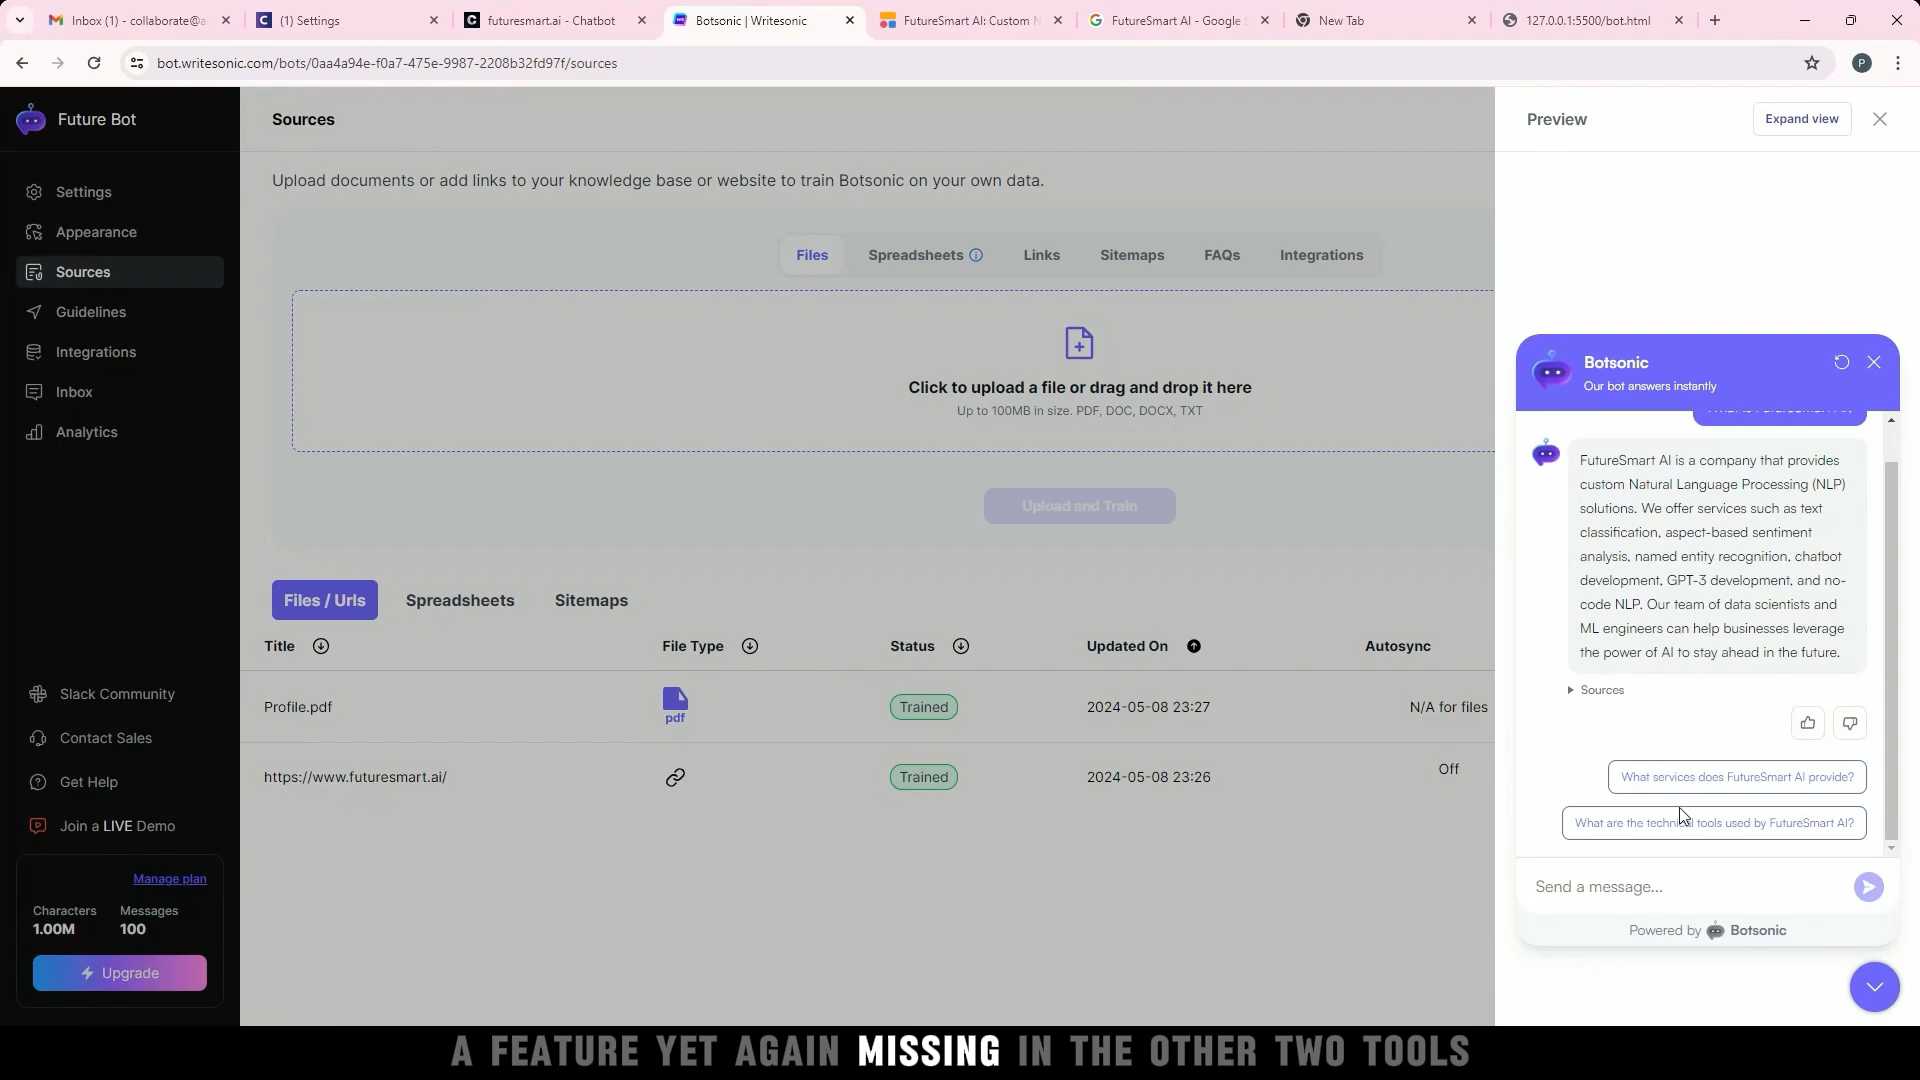 Inbox (1) - collaborate@a
(1) Settings
futuresmart.ai - Chatbot
Botsonic | Writesonic
FutureSmart AI: Custom N
FutureSmart AI - Google
New Tab
127.0.0.1:5500/bot.html
bot.writesonic.com/bots/0aa4a94e-f0a7-475e-9987-2208b32fd97f/sources
P
Future Bot
Settings
Appearance
Sources
Guidelines
Integrations
Inbox
Analytics
Slack Community
Contact Sales
Get Help
Join a LIVE Demo
Manage plan
Characters Messages
1.00M 100
Upgrade
Sources
Upload documents or add links to your knowledge base or website to train Botsonic on your own data.
Files Spreadsheets Links Sitemaps FAQs Integrations
Click to upload a file or drag and drop it here
Up to 100MB in size. PDF, DOC, DOCX, TXT
Upload and Train
Files / Urls Spreadsheets Sitemaps
Title File Type Status Updated On Autosync
Profile.pdf pdf Trained 2024-05-08 23:27 N/A for files
https://www.futuresmart.ai/ Trained 2024-05-08 23:26 Off
Preview
Expand view
Botsonic
Our bot answers instantly
FutureSmart AI is a company that provides
custom Natural Language Processing (NLP)
solutions. We offer services such as text
classification, aspect-based sentiment
analysis, named entity recognition, chatbot
development, GPT-3 development, and no-
code NLP. Our team of data scientists and
ML engineers can help businesses leverage
the power of AI to stay ahead in the future.
Sources
What services does FutureSmart AI provide?
What are the technical tools used by FutureSmart AI?
Send a message...
Powered by Botsonic
A FEATURE YET AGAIN MISSING IN THE OTHER TWO TOOLS